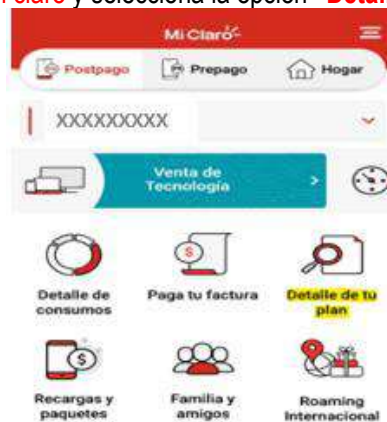 claro y selecciona la opción "Detal
Mi Claro
Postpago Prepago Hogar
XXXXXXXXX
Venta de
Tecnología
Detalle de
consumos
Paga tu factura
Detalle de tu
plan
Recargas y
paquetes
Familia y
amigos
Roaming
Internacional